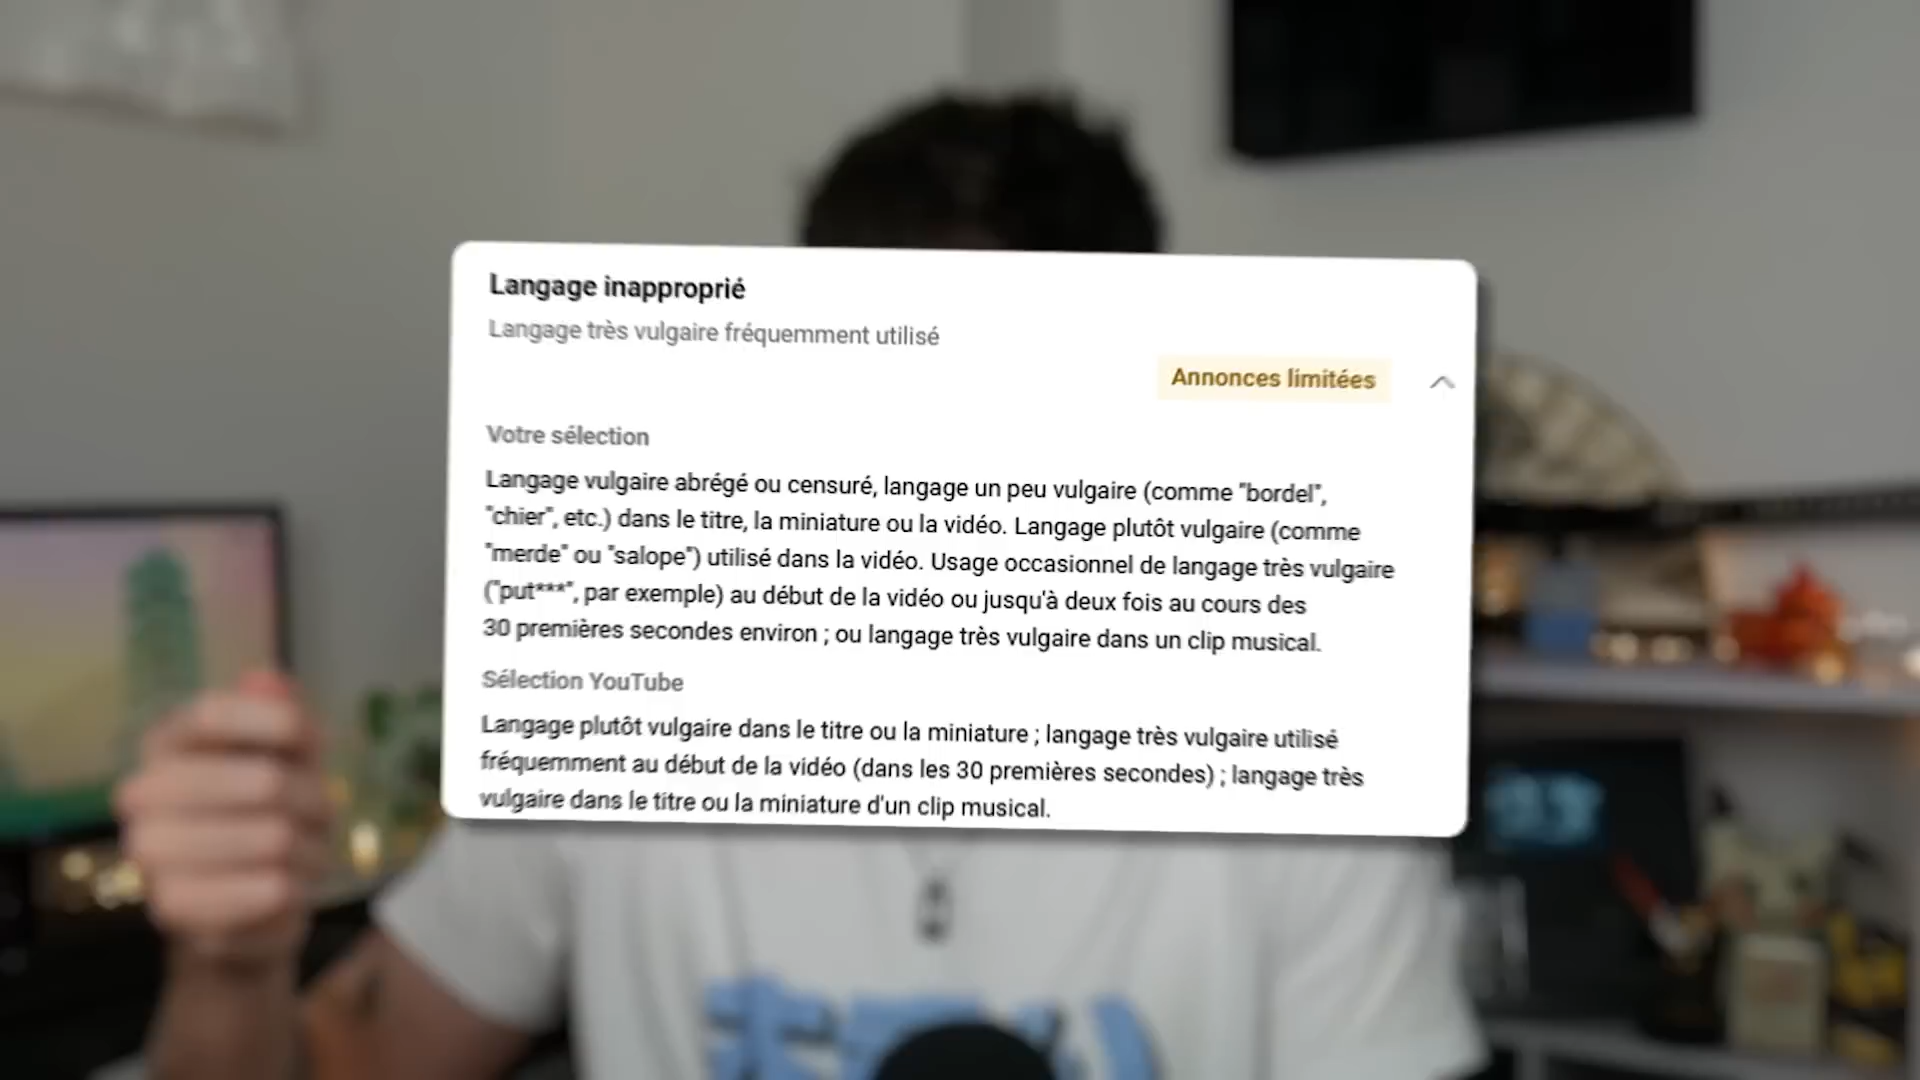 Langage inapproprié
Langage très vulgaire fréquemment utilisé
Annonces limitées
Votre sélection
Langage vulgaire abrégé ou censuré, langage un peu vulgaire (comme "bordel",
"chier", etc.) dans le titre, la miniature ou la vidéo. Langage plutôt vulgaire (comme
"merde" ou "salope") utilisé dans la vidéo. Usage occasionnel de langage très vulgaire
("put***", par exemple) au début de la vidéo ou jusqu'à deux fois au cours des
30 premières secondes environ ; ou langage très vulgaire dans un clip musical.
Sélection YouTube
Langage plutôt vulgaire dans le titre ou la miniature ; langage très vulgaire utilisé
fréquemment au début de la vidéo (dans les 30 premières secondes) ; langage très
vulgaire dans le titre ou la miniature d'un clip musical.